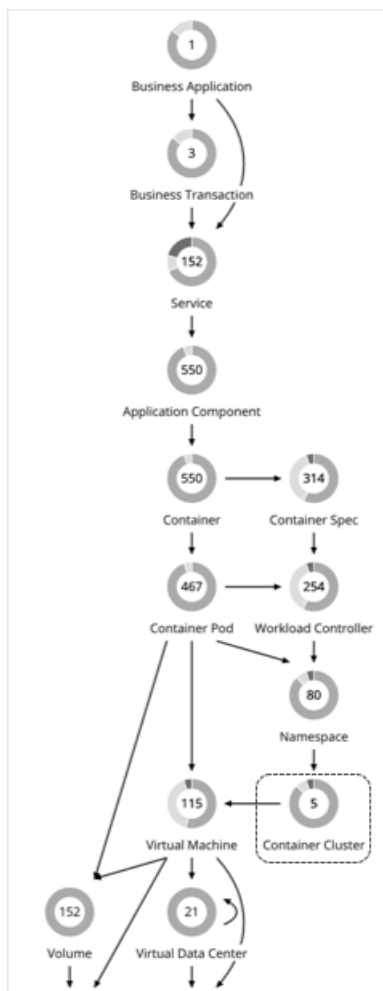 1
Business Application
3
Business Transaction
152
Service
550
Application Component
550
314
Container
Container Spec
467
254
Container Pod
Workload Controller
80
Namespace
115
5
Virtual Machine
Container Cluster
152
21
Volume
Virtual Data Center